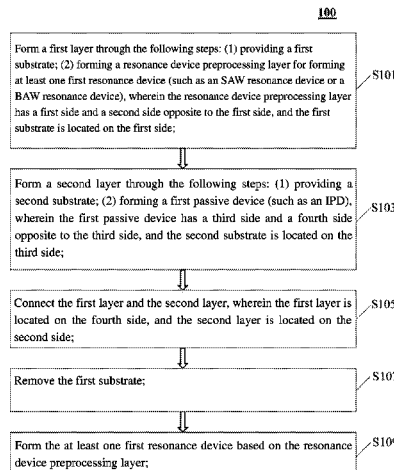 100
Form a first layer through the following steps: (1) providing a first
substrate; (2) forming a resonance device preprocessing layer for forming
at least one first resonance device (such as an SAW resonance device or a
BAW resonance device), wherein the resonance device preprocessing layer
has a first side and a second side opposite to the first side, and the first
substrate is located on the first side;
S101
Form a second layer through the following steps: (1) providing a
second substrate; (2) forming a first passive device (such as an IPD),
wherein the first passive device has a third side and a fourth side
opposite to the third side, and the second substrate is located on the
third side;
S103
Connect the first layer and the second layer, wherein the first layer is
located on the fourth side, and the second layer is located on the
second side;
S105
Remove the first substrate;
S107
Form the at least one first resonance device based on the resonance
device preprocessing layer;
S109